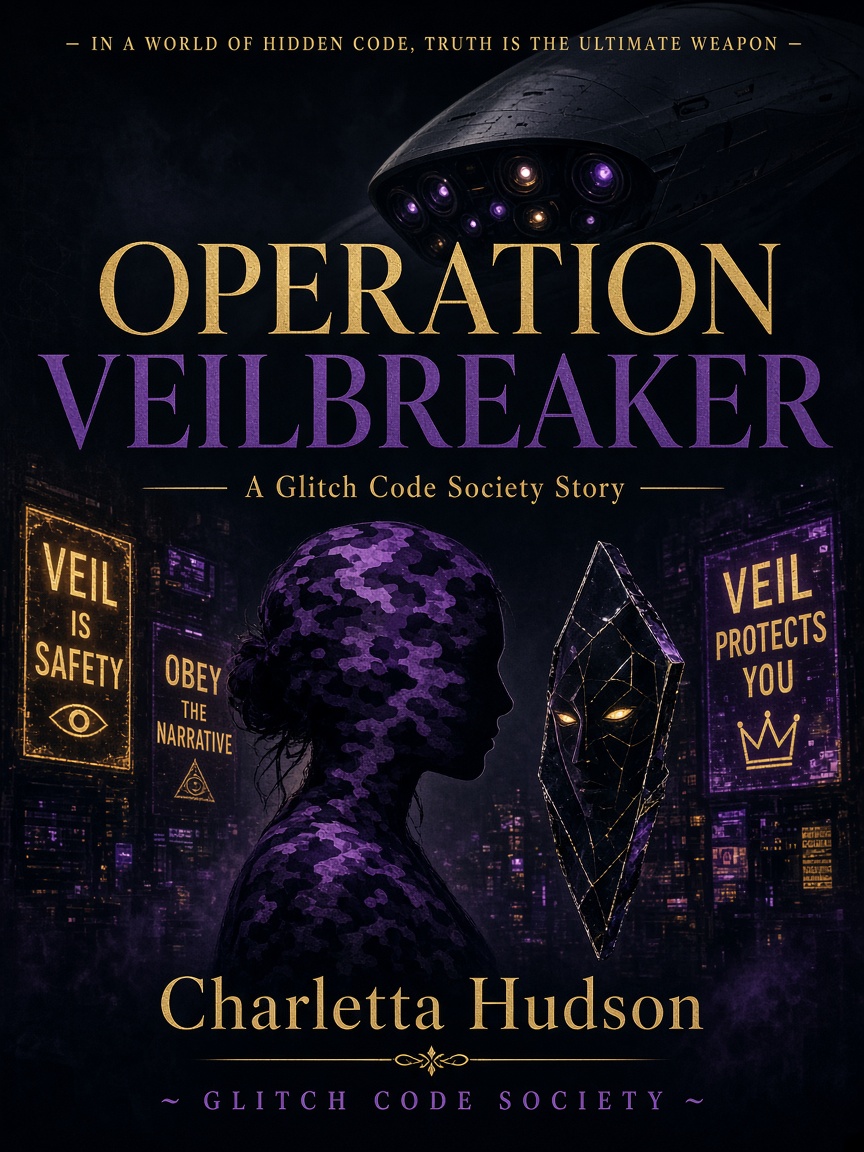 – IN A WORLD OF HIDDEN CODE, TRUTH IS THE ULTIMATE WEAPON –
OPERATION
VEILBREAKER
A Glitch Code Society Story
VEIL
IS
SAFETY
OBEY
THE
NARRATIVE
VEIL
PROTECTS
YOU
Charletta Hudson
~ GLITCH CODE SOCIETY ~